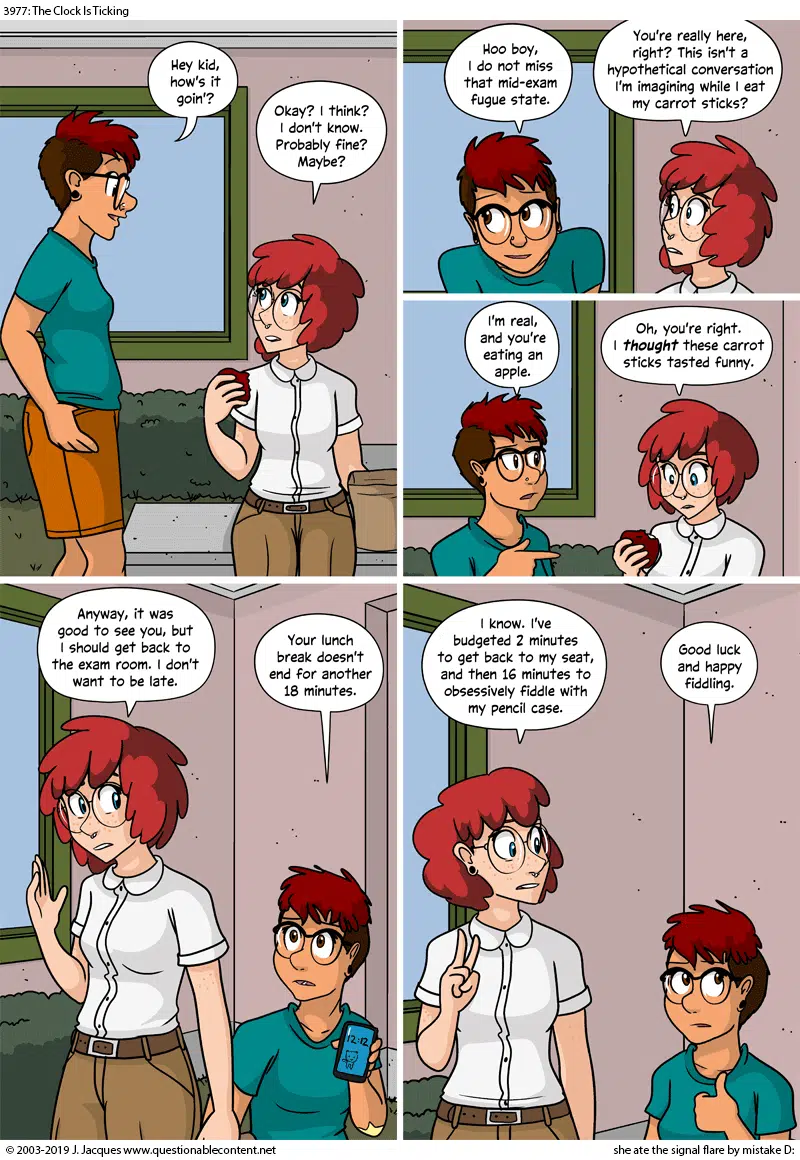 3977: The Clock Is Ticking
Hey kid,
how's it
goin'?
Okay? I think?
I don't know.
Probably fine?
Maybe?
Hoo boy,
I do not miss
that mid-exam
fugue state.
You're really here,
right? This isn't a
hypothetical conversation
I'm imagining while I eat
my carrot sticks?
I'm real,
and you're
eating an
apple.
Oh, you're right.
I thought these carrot
sticks tasted funny.
Anyway, it was
good to see you, but
I should get back to
the exam room. I don't
want to be late.
Your lunch
break doesn't
end for another
18 minutes.
12:12
I know. I've
budgeted 2 minutes
to get back to my seat,
and then 16 minutes to
obsessively fiddle with
my pencil case.
Good luck
and happy
fiddling.
© 2003-2019 J. Jacques www.questionablecontent.net
she ate the signal flare by mistake D: